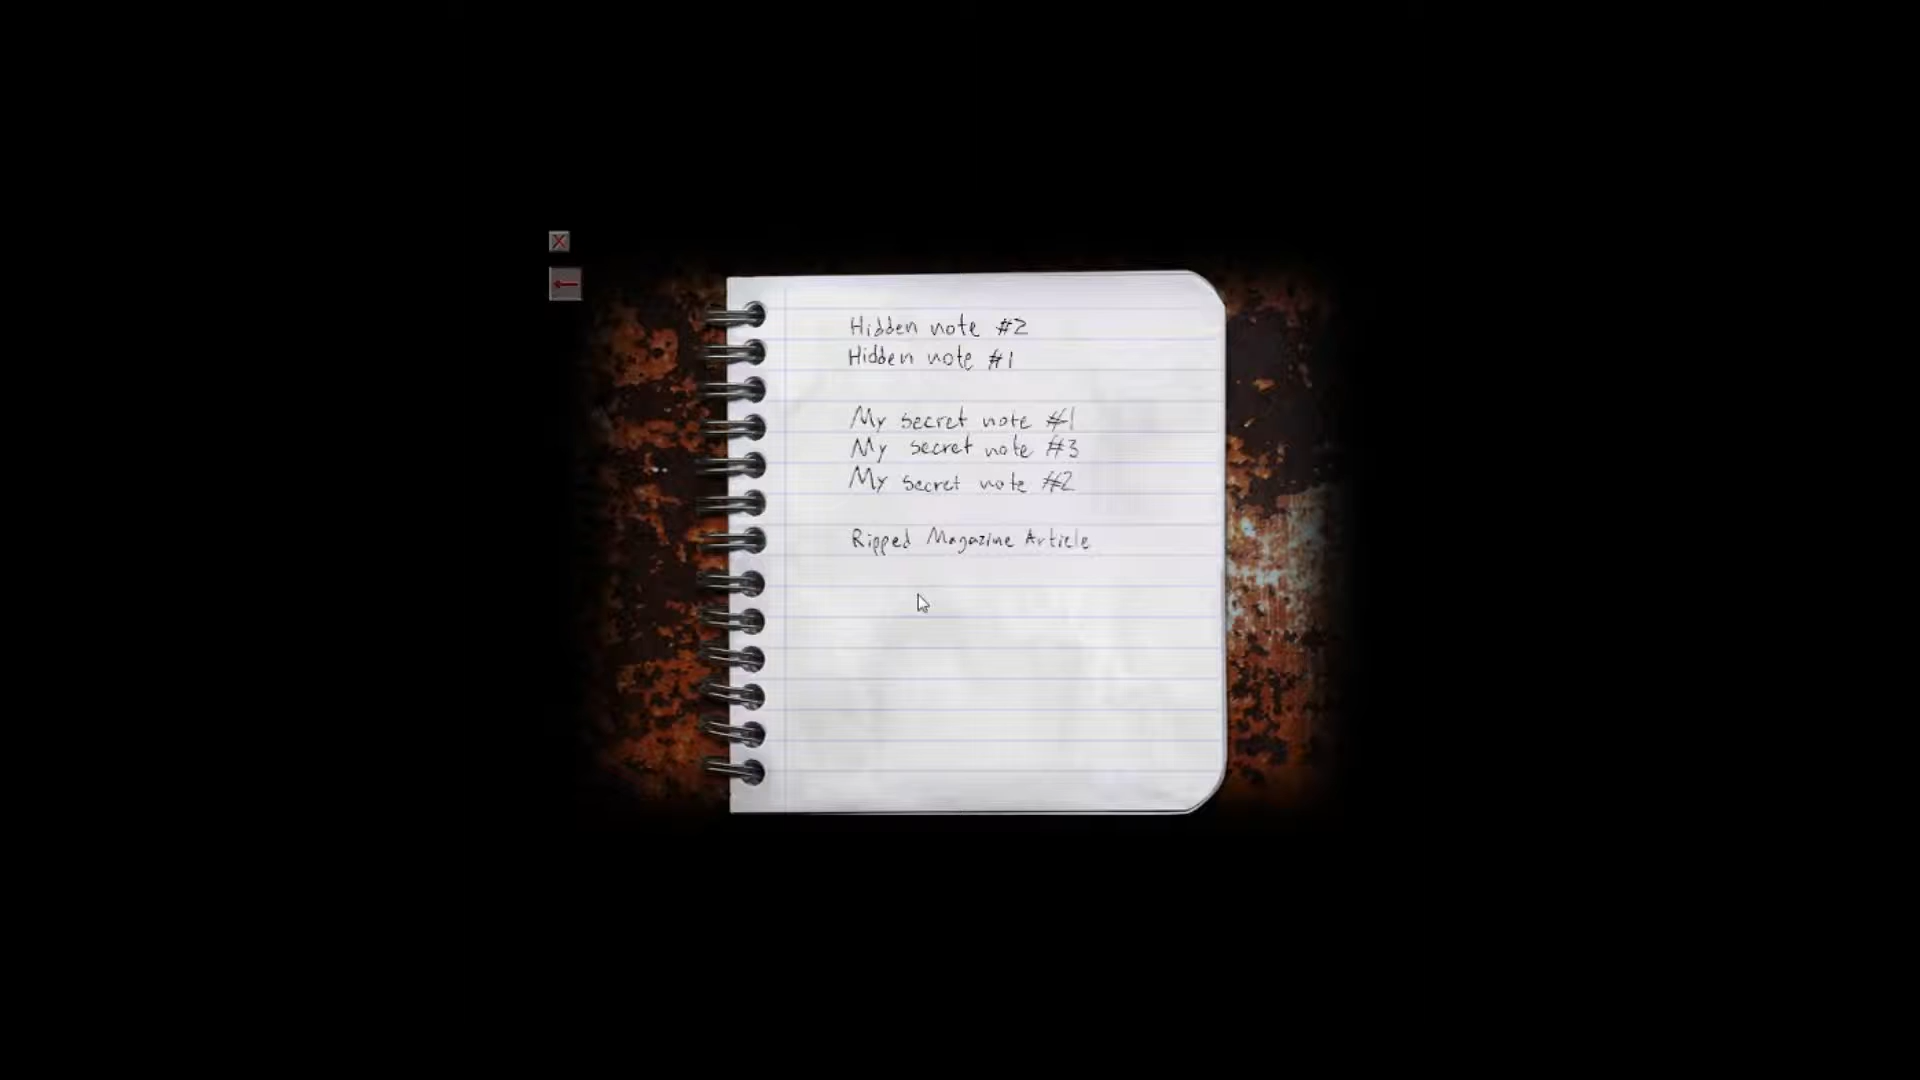 Hidden note #2
Hidden note #1
My secret note #1
My secret note #3
My secret note #2
Ripped Magazine Article